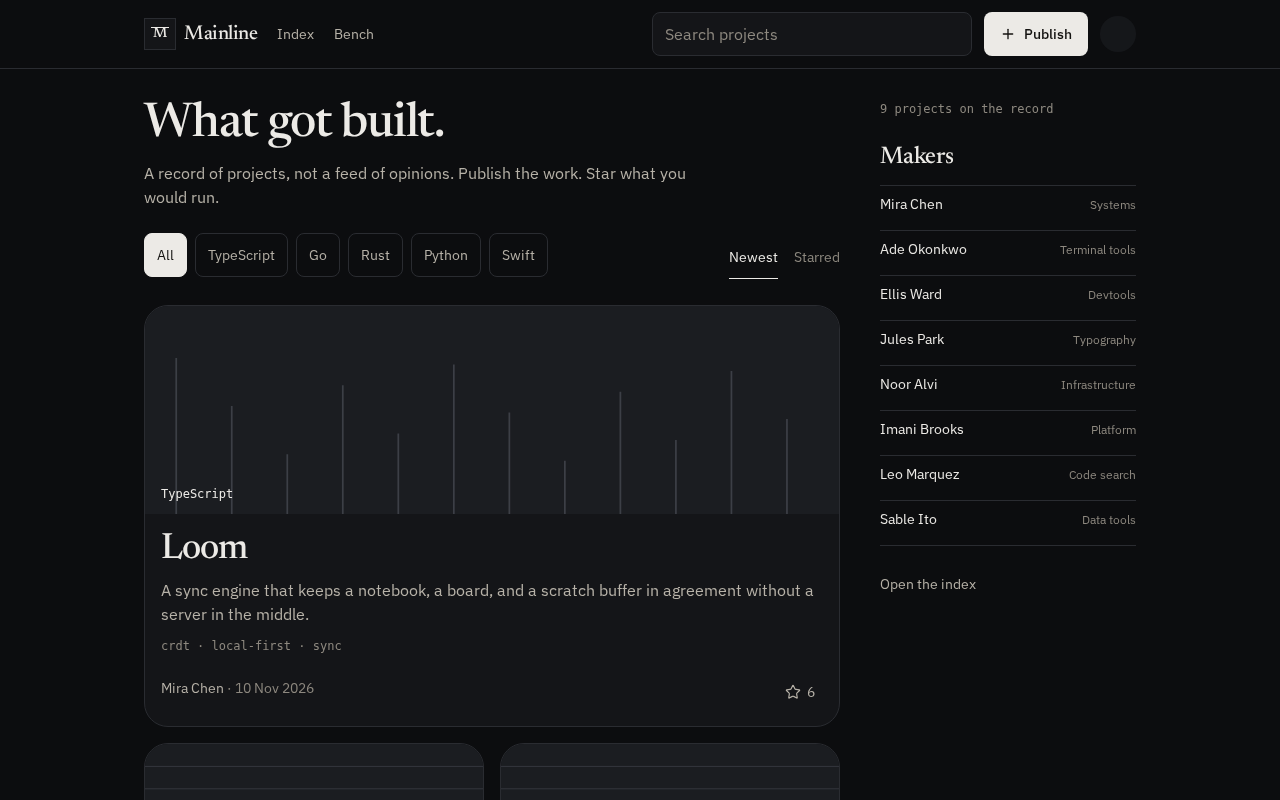 M Mainline Index Bench Search projects + Publish
What got built.
A record of projects, not a feed of opinions. Publish the work. Star what you
would run.
All TypeScript Go Rust Python Swift Newest Starred
TypeScript
Loom
A sync engine that keeps a notebook, a board, and a scratch buffer in agreement without a
server in the middle.
crdt · local-first · sync
Mira Chen · 10 Nov 2026 6
9 projects on the record
Makers
Mira Chen Systems
Ade Okonkwo Terminal tools
Ellis Ward Devtools
Jules Park Typography
Noor Alvi Infrastructure
Imani Brooks Platform
Leo Marquez Code search
Sable Ito Data tools
Open the index